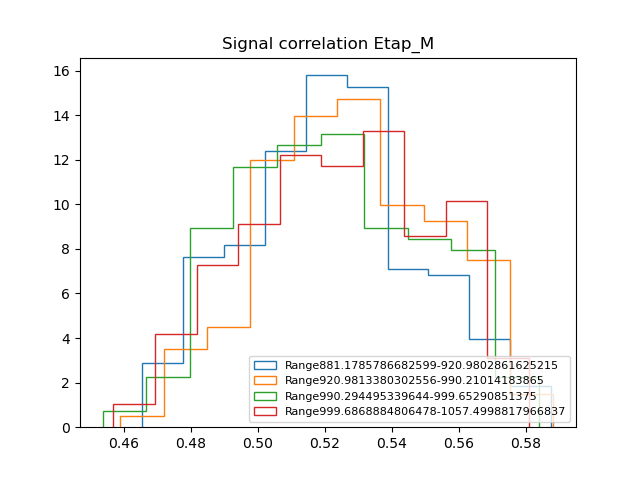 Signal correlation Etap_M
16
14
12
10
8
6
4
2
0
Range881.1785786682599-920.9802861625215
Range920.9813380302556-990.21014183865
Range990.294495339644-999.65290851375
Range999.6868884806478-1057.4998817966837
0.46 0.48 0.50 0.52 0.54 0.56 0.58